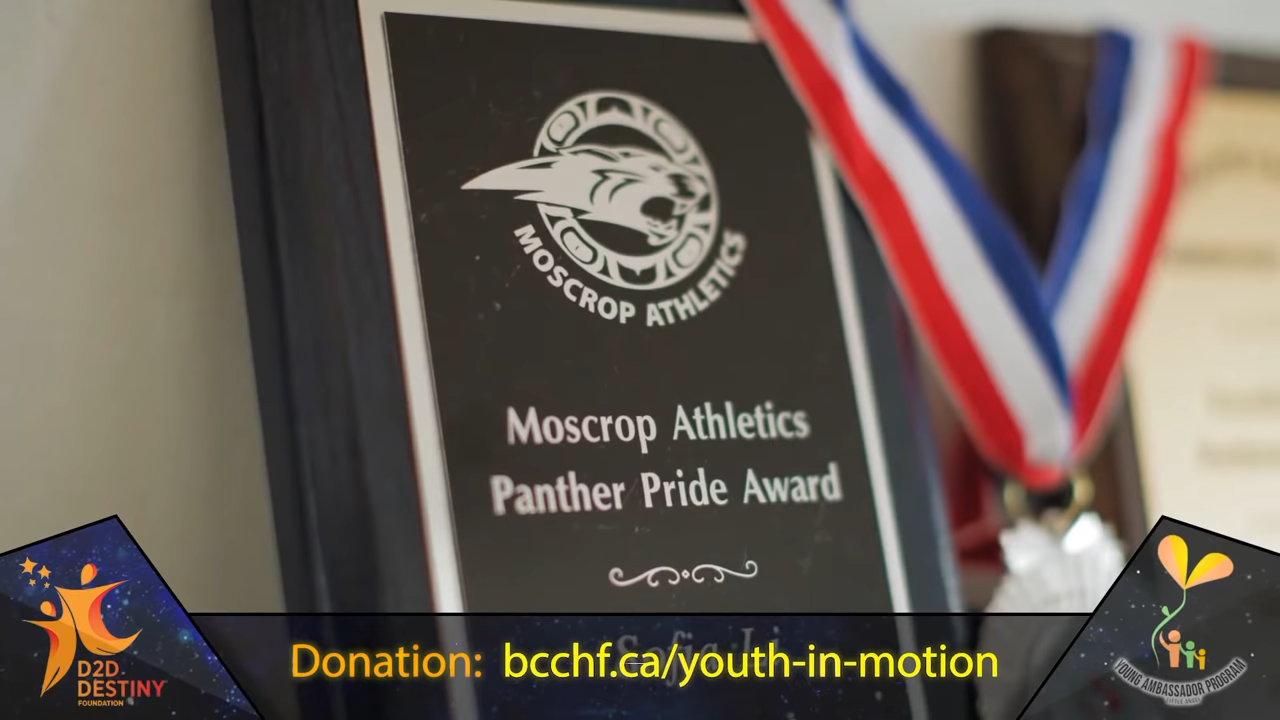 MOSCROP ATHLETICS
Moscrop Athletics
Panther Pride Award
Donation: bcchf.ca/youth-in-motion
D2D
DESTINY
FOUNDATION
YOUNG AMBASSADOR PROGRAM